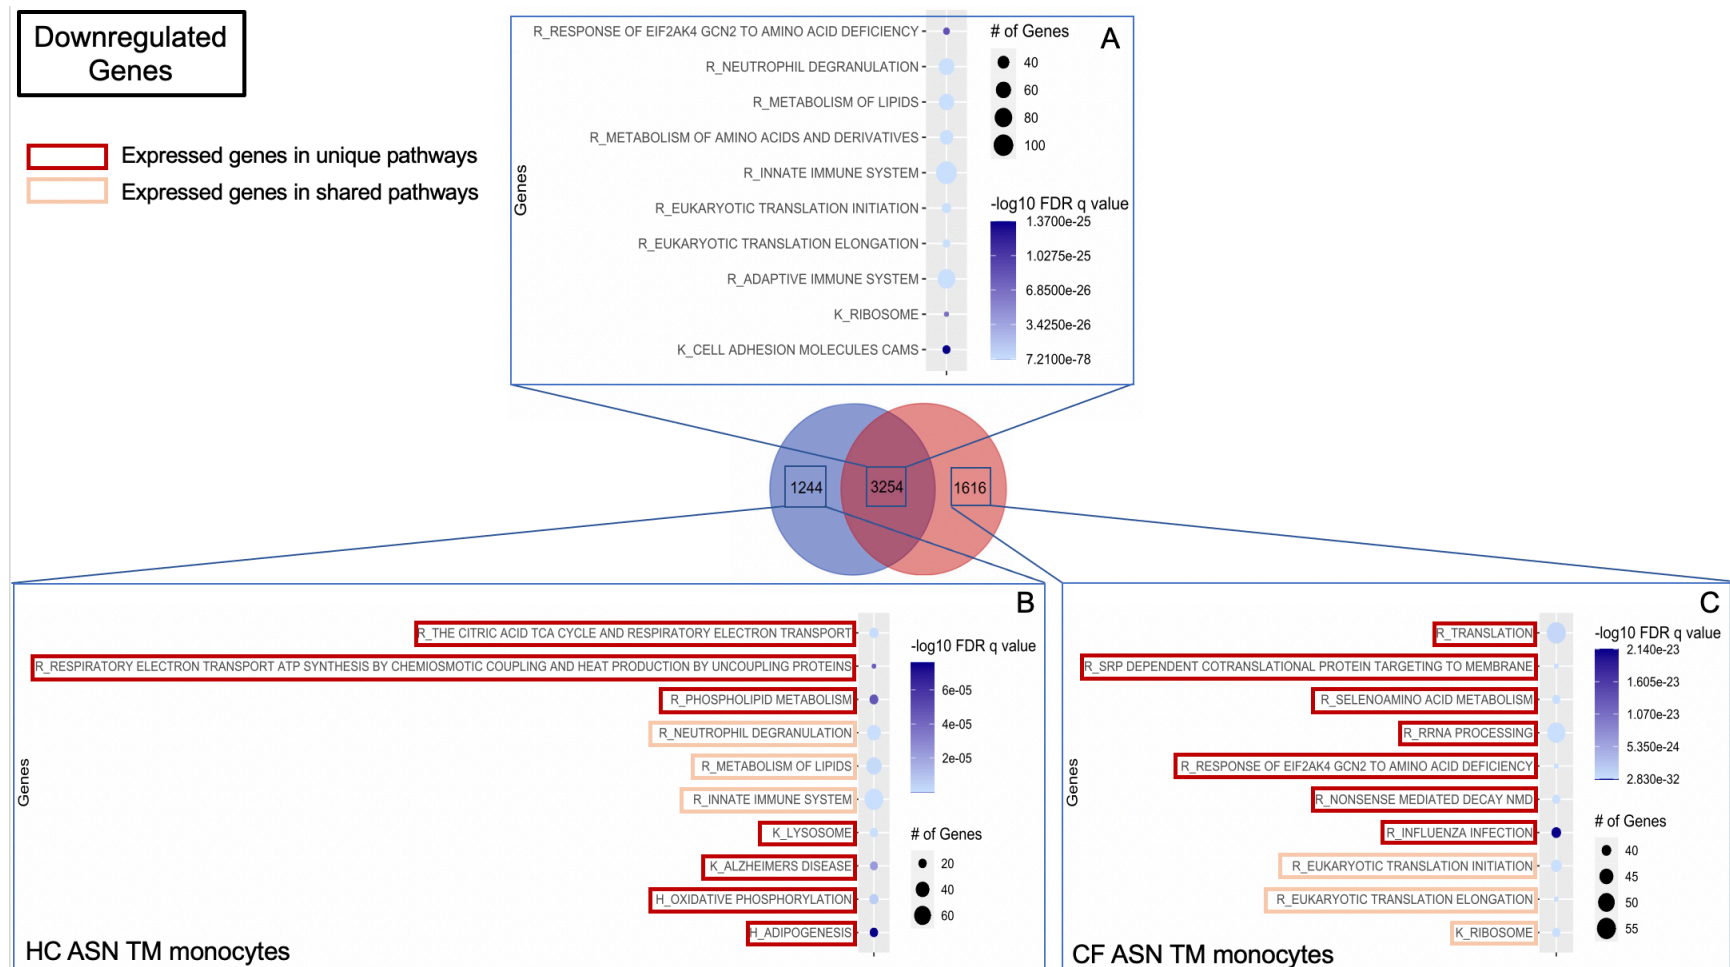 Downregulated
Genes
Expressed genes in unique pathways
Expressed genes in shared pathways
A
R_RESPONSE OF EIF2AK4 GCN2 TO AMINO ACID DEFICIENCY
R_NEUTROPHIL DEGRANULATION
R_METABOLISM OF LIPIDS
R_METABOLISM OF AMINO ACIDS AND DERIVATIVES
R_INNATE IMMUNE SYSTEM
R_EUKARYOTIC TRANSLATION INITIATION
R_EUKARYOTIC TRANSLATION ELONGATION
R_ADAPTIVE IMMUNE SYSTEM
K_RIBOSOME
K_CELL ADHESION MOLECULES CAMS
Genes
# of Genes
40
60
80
100
-log10 FDR q value
1.3700e-25
1.0275e-25
6.8500e-26
3.4250e-26
7.2100e-78
1244
3254
1616
B
R_THE CITRIC ACID TCA CYCLE AND RESPIRATORY ELECTRON TRANSPORT
R_RESPIRATORY ELECTRON TRANSPORT ATP SYNTHESIS BY CHEMIOSMOTIC COUPLING AND HEAT PRODUCTION BY UNCOUPLING PROTEINS
R_PHOSPHOLIPID METABOLISM
R_NEUTROPHIL DEGRANULATION
R_METABOLISM OF LIPIDS
R_INNATE IMMUNE SYSTEM
K_LYSOSOME
K_ALZHEIMERS DISEASE
H_OXIDATIVE PHOSPHORYLATION
H_ADIPOGENESIS
Genes
-log10 FDR q value
6e-05
4e-05
2e-05
# of Genes
20
40
60
HC ASN TM monocytes
C
R_TRANSLATION
R_SRP DEPENDENT COTRANSLATIONAL PROTEIN TARGETING TO MEMBRANE
R_SELENOAMINO ACID METABOLISM
R_RRNA PROCESSING
R_RESPONSE OF EIF2AK4 GCN2 TO AMINO ACID DEFICIENCY
R_NONSENSE MEDIATED DECAY NMD
R_INFLUENZA INFECTION
R_EUKARYOTIC TRANSLATION INITIATION
R_EUKARYOTIC TRANSLATION ELONGATION
K_RIBOSOME
Genes
-log10 FDR q value
2.140e-23
1.605e-23
1.070e-23
5.350e-24
2.830e-32
# of Genes
40
45
50
55
CF ASN TM monocytes